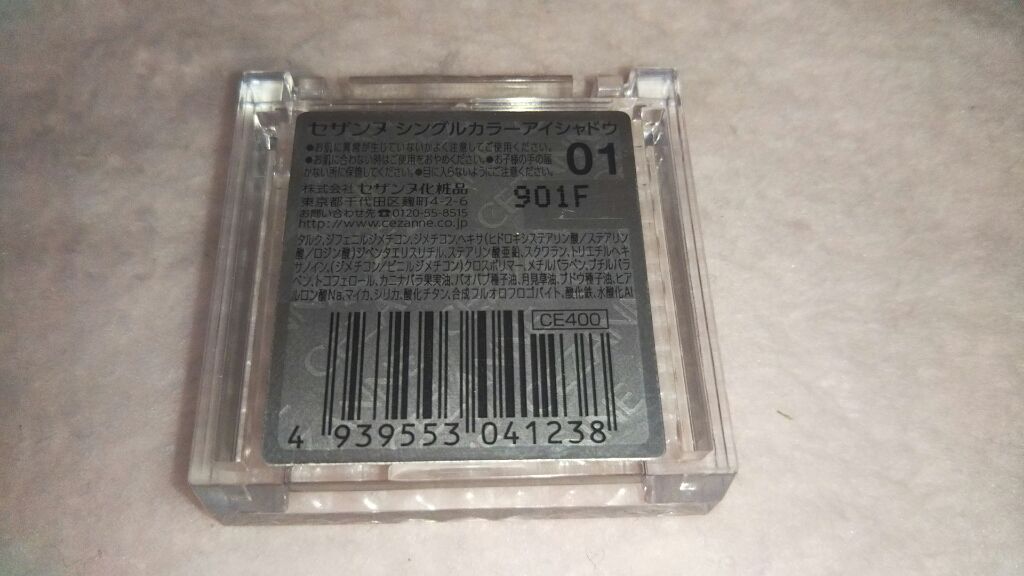 セザンヌ シングルカラーアイシャドウ
●お肌に異常が生じていないかよく注意してご使用ください。
●お肌に合わない時はご使用をおやめください。●お子様の手の届
かない所に保管してください。●目に入らないようにご注意ください。
01
株式会社 セザンヌ化粧品
901F
東京都千代田区麹町4-2-6
お問い合わせ先☎0120-55-8515
http://www.cezanne.co.jp
タルク、ジフェニルジメチコン、ジメチコン、ヘキサ(ヒドロキシステアリン酸/ステアリン
酸/ロジン酸)ジペンタエリスリチル、ステアリン酸亜鉛、スクワラン、トリエチルヘキ
サノイン、(ジメチコン/ビニルジメチコン)クロスポリマー、メチルパラベン、ブチルパラ
ベン、トコフェロール、カニナバラ果実油、バオバブ種子油、月見草油、ブドウ種子油、ヒア
ルロン酸Na、マイカ、シリカ、酸化チタン、合成フルオロフロゴパイト、酸化鉄、水酸化Al
CE400
4 939553 041238